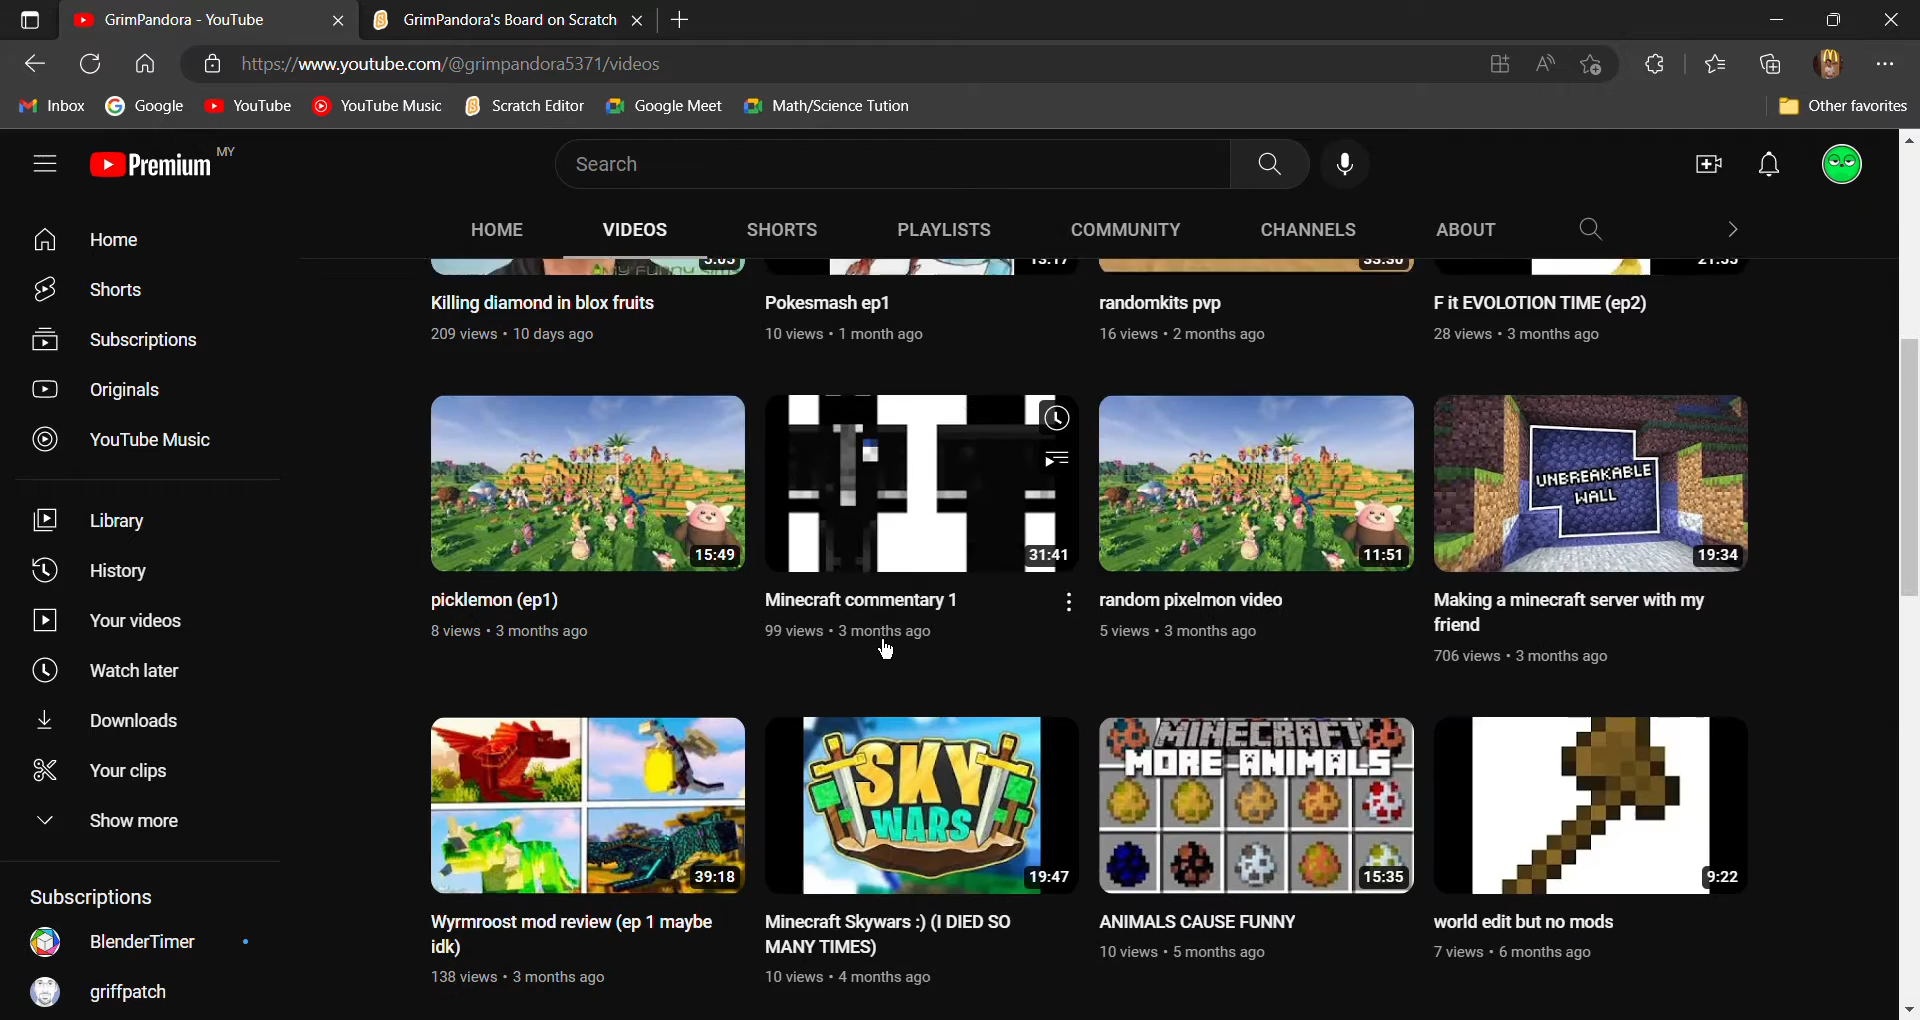 GrimPandora - YouTube
GrimPandora's Board on Scratch
https://www.youtube.com/@grimpandora5371/videos
Inbox Google YouTube YouTube Music Scratch Editor Google Meet Math/Science Tution Other favorites
Premium MY
Search
HOME VIDEOS SHORTS PLAYLISTS COMMUNITY CHANNELS ABOUT
Home
Shorts
Subscriptions
Originals
YouTube Music
Library
History
Your videos
Watch later
Downloads
Your clips
Show more
Subscriptions
BlenderTimer
griffpatch
Killing diamond in blox fruits
209 views • 10 days ago
Pokesmash ep1
10 views • 1 month ago
randomkits pvp
16 views • 2 months ago
F it EVOLOTION TIME (ep2)
28 views • 3 months ago
15:49
picklemon (ep1)
8 views • 3 months ago
31:41
Minecraft commentary 1
99 views • 3 months ago
11:51
random pixelmon video
5 views • 3 months ago
UNBREAKABLE
WALL
19:34
Making a minecraft server with my
friend
706 views • 3 months ago
39:18
Wyrmroost mod review (ep 1 maybe
idk)
138 views • 3 months ago
SKY
WARS
19:47
Minecraft Skywars :) (I DIED SO
MANY TIMES)
10 views • 4 months ago
MINECRAFT
MORE ANIMALS
15:35
ANIMALS CAUSE FUNNY
10 views • 5 months ago
9:22
world edit but no mods
7 views • 6 months ago